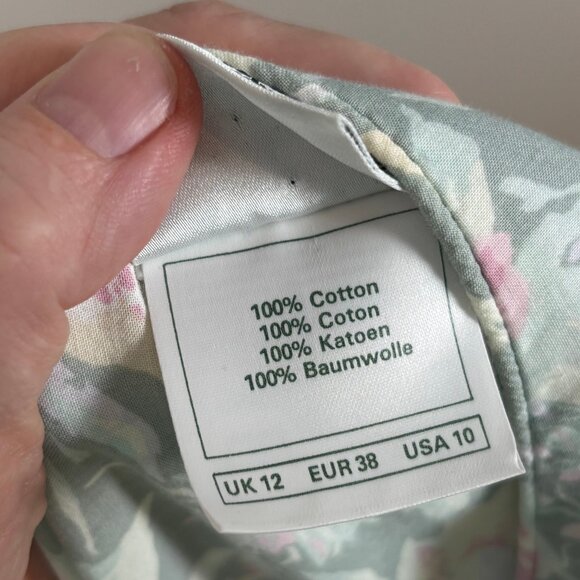 100% Cotton
100% Coton
100% Katoen
100% Baumwolle
UK 12 EUR 38 USA 10